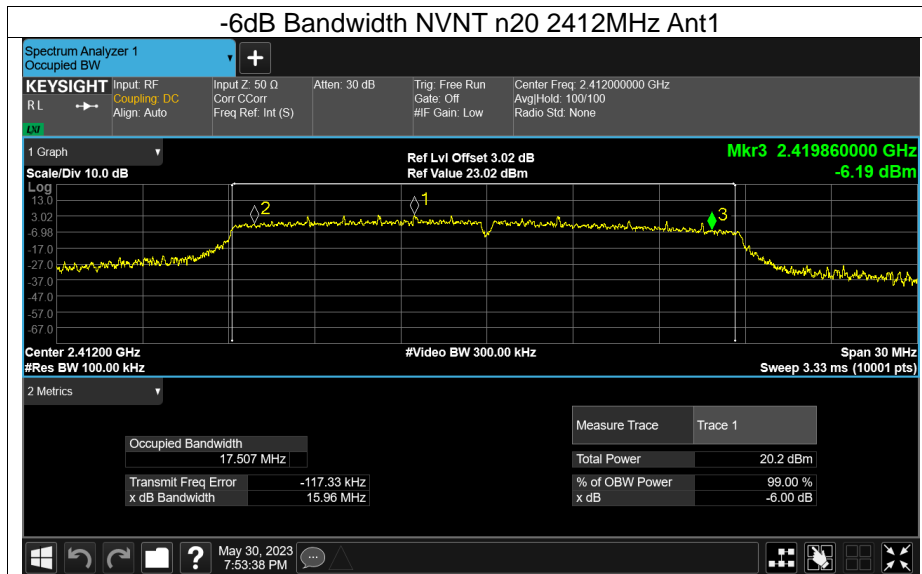 -6dB Bandwidth NVNT n20 2412MHz Ant1
Spectrum Analyzer 1
Occupied BW
+
KEYSIGHT Input: RF Input Z: 50 Ω Atten: 30 dB Trig: Free Run Center Freq: 2.412000000 GHz
RL Coupling: DC Corr CCorr Gate: Off Avg|Hold: 100/100
Align: Auto Freq Ref: Int (S) #IF Gain: Low Radio Std: None
LXI
1 Graph Ref Lvl Offset 3.02 dB Mkr3 2.419860000 GHz
Scale/Div 10.0 dB Ref Value 23.02 dBm -6.19 dBm
Log
13.0
3.02
-6.98
-17.0
-27.0
-37.0
-47.0
-57.0
-67.0
2
1
3
Center 2.41200 GHz #Video BW 300.00 kHz Span 30 MHz
#Res BW 100.00 kHz Sweep 3.33 ms (10001 pts)
2 Metrics
Measure Trace Trace 1
Occupied Bandwidth
17.507 MHz Total Power 20.2 dBm
Transmit Freq Error -117.33 kHz % of OBW Power 99.00 %
x dB Bandwidth 15.96 MHz x dB -6.00 dB
? May 30, 2023
7:53:38 PM